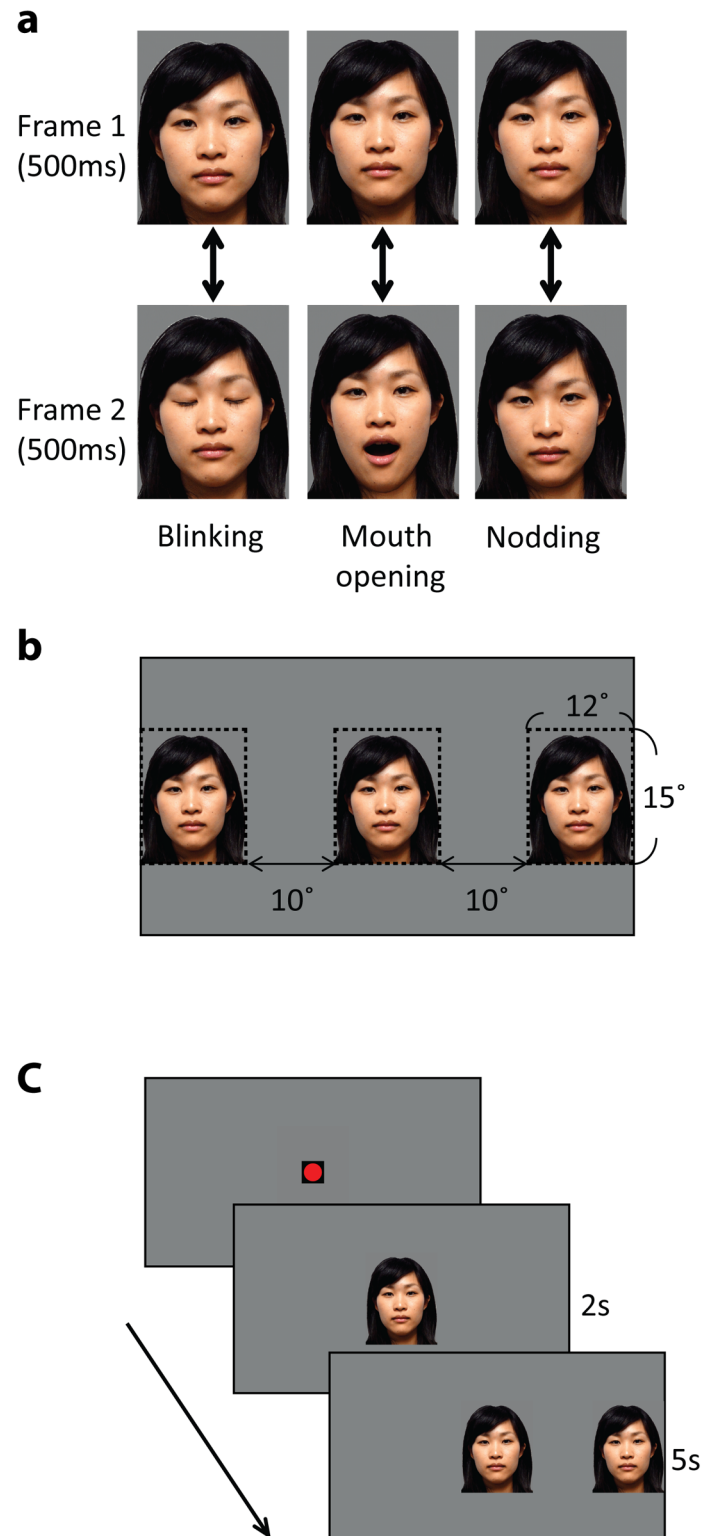 a
Frame 1
(500ms)
Frame 2
(500ms)
Blinking
Mouth
opening
Nodding
b
12°
15°
10°
10°
C
2s
5s